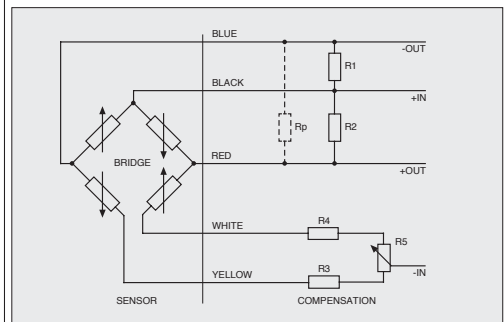 BLUE
-OUT
R1
BLACK
+IN
Rp
R2
BRIDGE
RED
+OUT
WHITE
R4
R5
-IN
YELLOW
R3
SENSOR
COMPENSATION